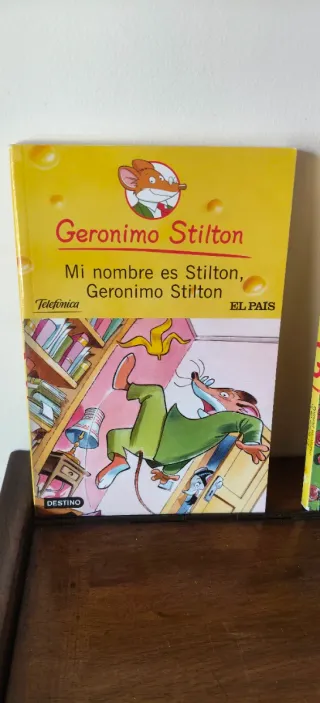 Geronimo Stilton
Mi nombre es Stilton,
Geronimo Stilton
Telefónica
EL PAIS
DESTINO